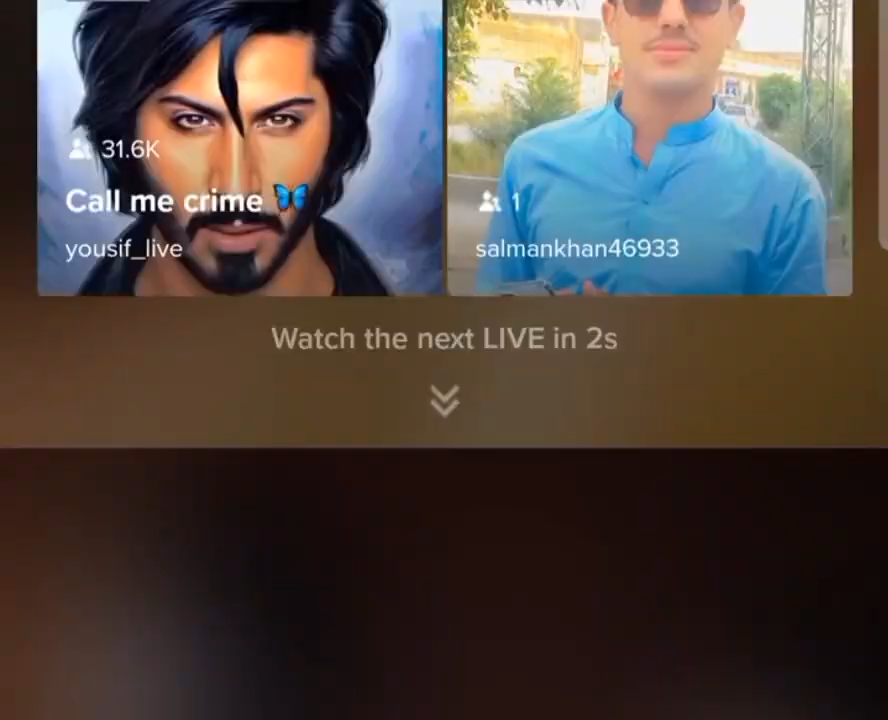 31.6K
Call me crime 🦋
yousif_live
1
salmankhan46933
Watch the next LIVE in 2s